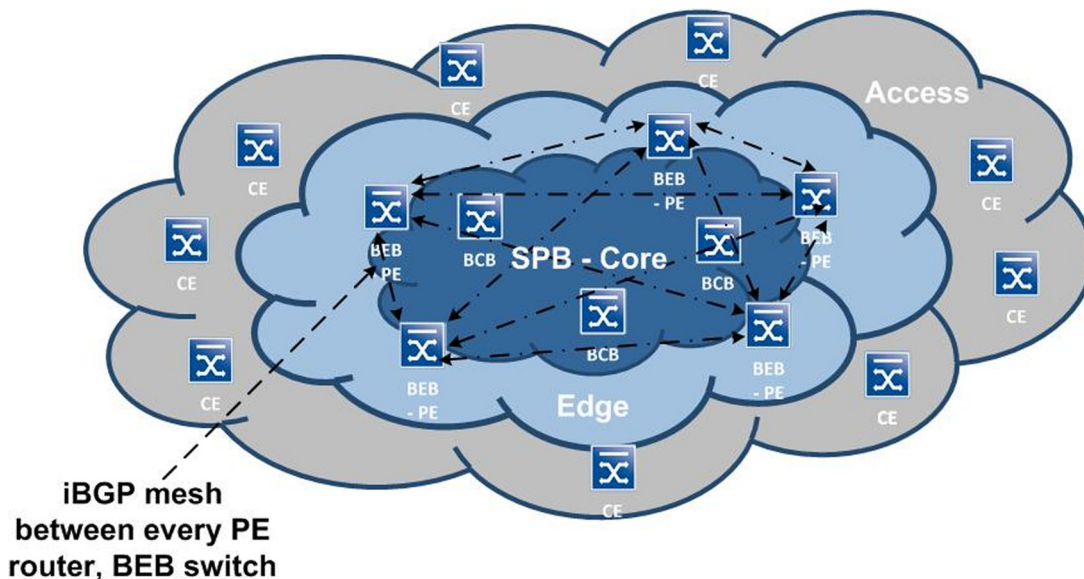 CE
CE
Access
CE
BEB
- PE
CE
BEB
- PE
BCB
BEB
- PE
CE
SPB - Core
BCB
CE
BCB
BEB
- PE
BEB
- PE
CE
Edge
CE
iBGP mesh
between every PE
router, BEB switch
CE